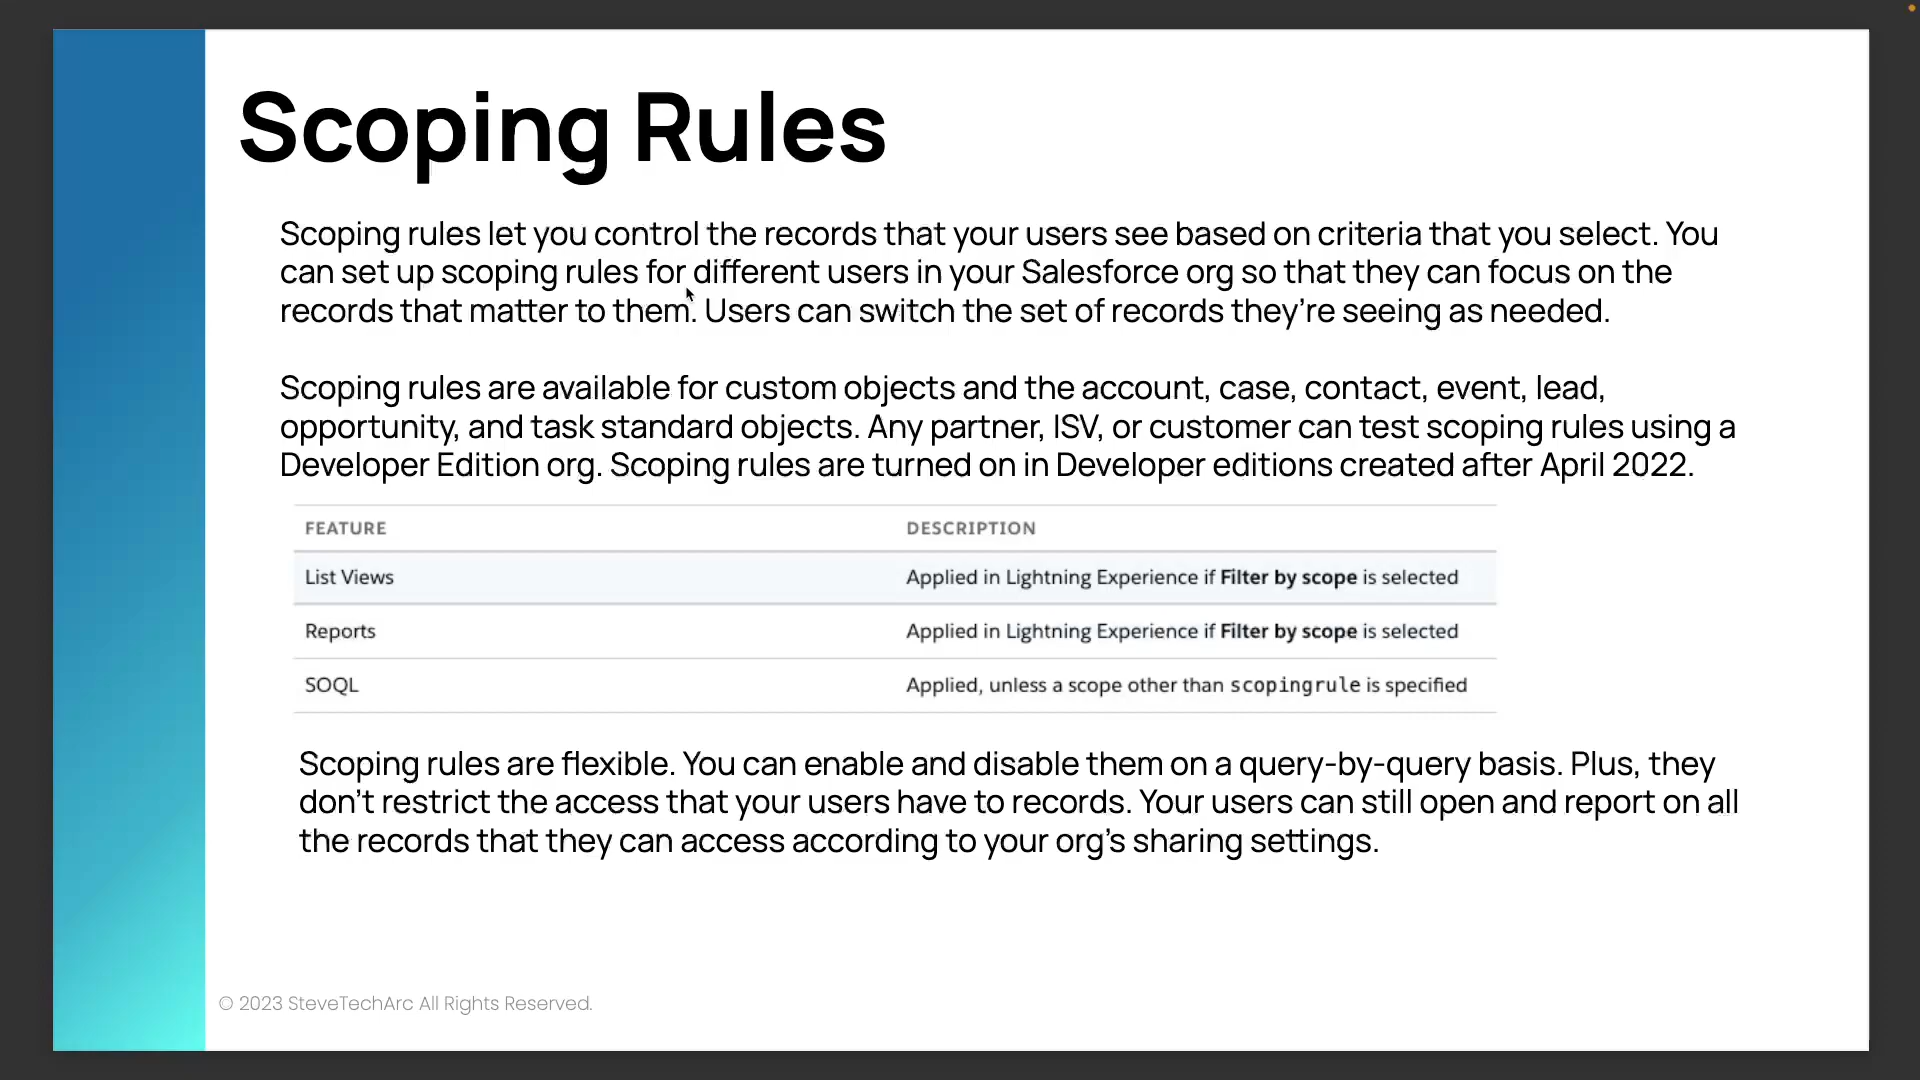 Scoping Rules
Scoping rules let you control the records that your users see based on criteria that you select. You
can set up scoping rules for different users in your Salesforce org so that they can focus on the
records that matter to them. Users can switch the set of records they're seeing as needed.
Scoping rules are available for custom objects and the account, case, contact, event, lead,
opportunity, and task standard objects. Any partner, ISV, or customer can test scoping rules using a
Developer Edition org. Scoping rules are turned on in Developer editions created after April 2022.
FEATURE DESCRIPTION
List Views Applied in Lightning Experience if Filter by scope is selected
Reports Applied in Lightning Experience if Filter by scope is selected
SOQL Applied, unless a scope other than scopingrule is specified
Scoping rules are flexible. You can enable and disable them on a query-by-query basis. Plus, they
don't restrict the access that your users have to records. Your users can still open and report on all
the records that they can access according to your org's sharing settings.
© 2023 SteveTechArc All Rights Reserved.